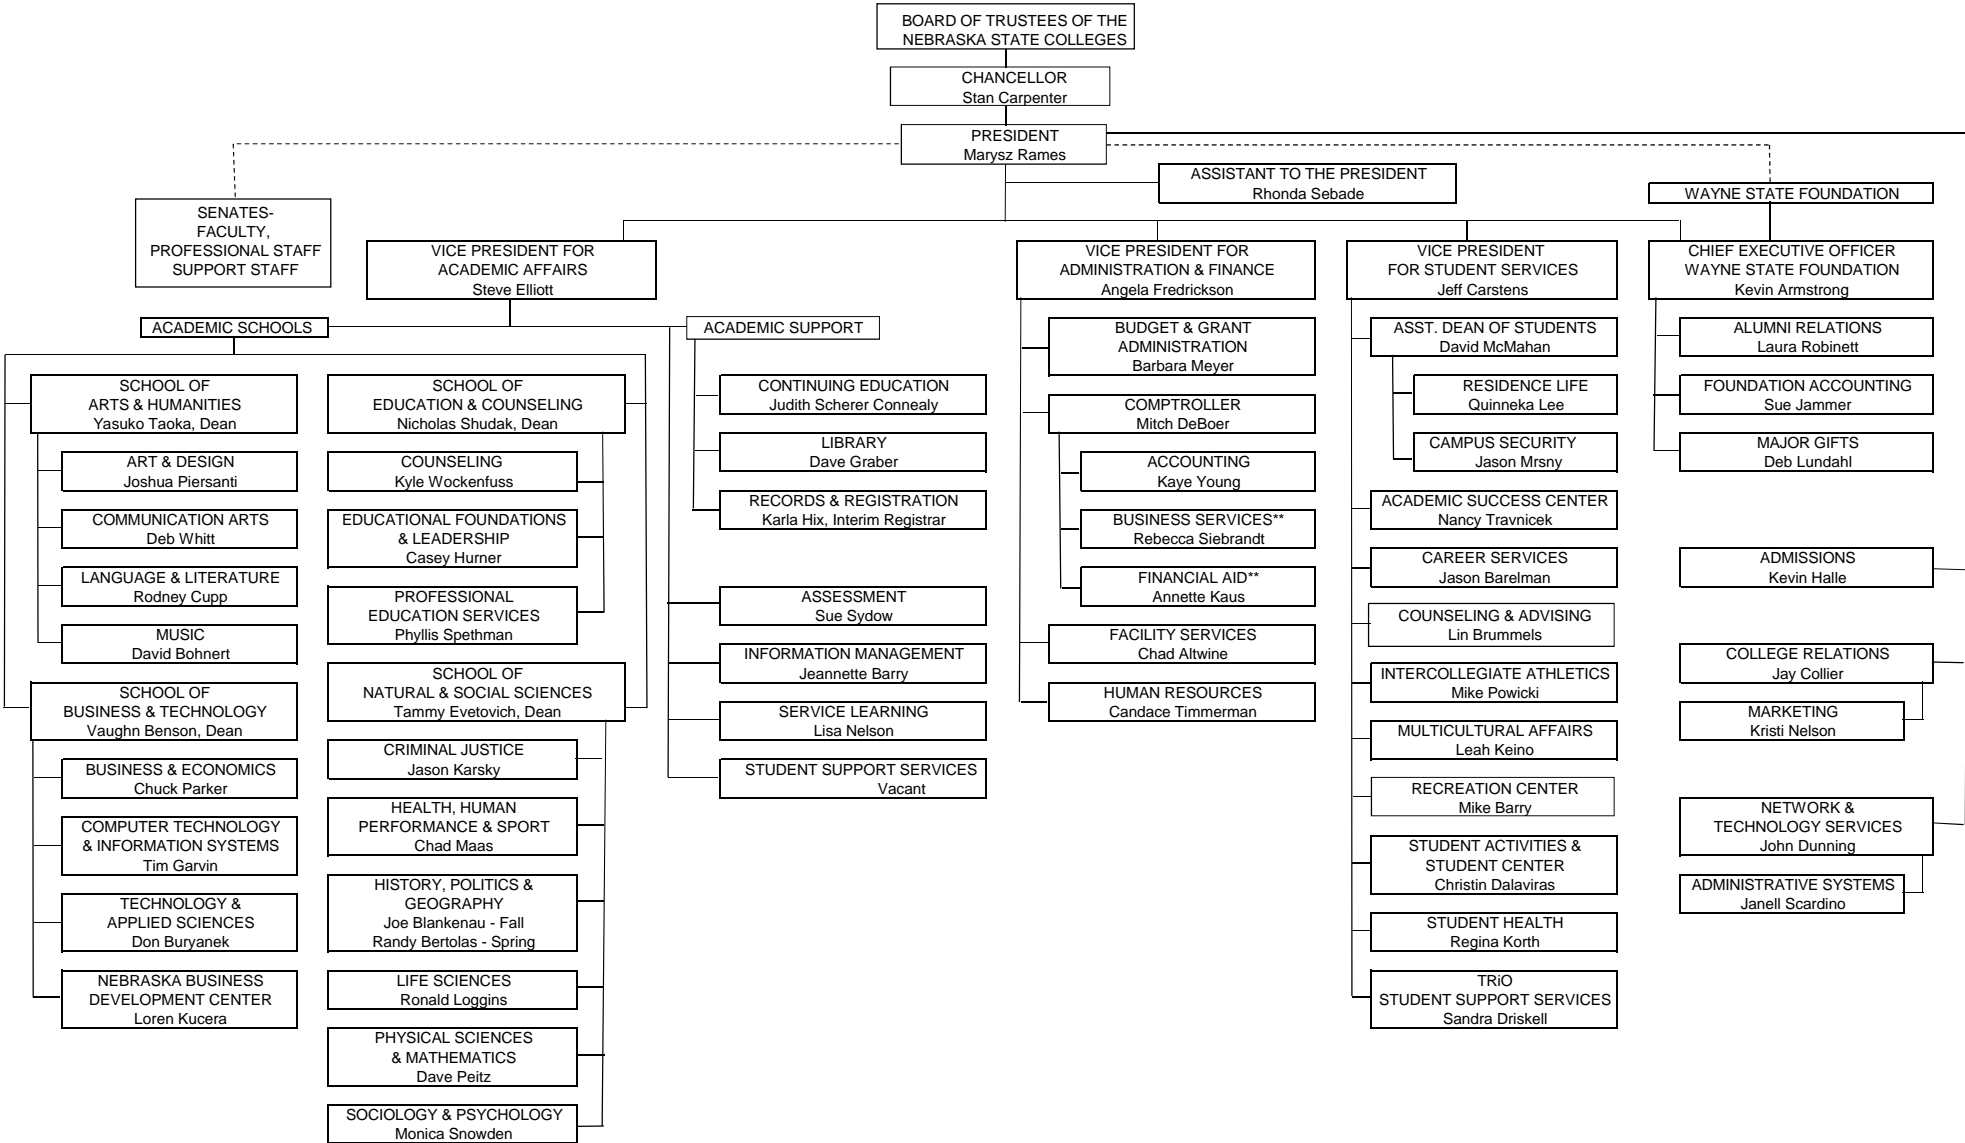 BOARD OF TRUSTEES OF THE
NEBRASKA STATE COLLEGES
CHANCELLOR
Stan Carpenter
PRESIDENT
Marysz Rames
ASSISTANT TO THE PRESIDENT
Rhonda Sebade
WAYNE STATE FOUNDATION
SENATES-
FACULTY,
PROFESSIONAL STAFF
SUPPORT STAFF
VICE PRESIDENT FOR
ACADEMIC AFFAIRS
Steve Elliott
ACADEMIC SCHOOLS
SCHOOL OF
ARTS & HUMANITIES
Yasuko Taoka, Dean
ART & DESIGN
Joshua Piersanti
COMMUNICATION ARTS
Deb Whitt
LANGUAGE & LITERATURE
Rodney Cupp
MUSIC
David Bohnert
SCHOOL OF
BUSINESS & TECHNOLOGY
Vaughn Benson, Dean
BUSINESS & ECONOMICS
Chuck Parker
COMPUTER TECHNOLOGY
& INFORMATION SYSTEMS
Tim Garvin
TECHNOLOGY &
APPLIED SCIENCES
Don Buryanek
NEBRASKA BUSINESS
DEVELOPMENT CENTER
Loren Kucera
SCHOOL OF
EDUCATION & COUNSELING
Nicholas Shudak, Dean
COUNSELING
Kyle Wockenfuss
EDUCATIONAL FOUNDATIONS
& LEADERSHIP
Casey Hurner
PROFESSIONAL
EDUCATION SERVICES
Phyllis Spethman
SCHOOL OF
NATURAL & SOCIAL SCIENCES
Tammy Evetovich, Dean
CRIMINAL JUSTICE
Jason Karsky
HEALTH, HUMAN
PERFORMANCE & SPORT
Chad Maas
HISTORY, POLITICS &
GEOGRAPHY
Joe Blankenau - Fall
Randy Bertolas - Spring
LIFE SCIENCES
Ronald Loggins
PHYSICAL SCIENCES
& MATHEMATICS
Dave Peitz
SOCIOLOGY & PSYCHOLOGY
Monica Snowden
ACADEMIC SUPPORT
CONTINUING EDUCATION
Judith Scherer Connealy
LIBRARY
Dave Graber
RECORDS & REGISTRATION
Karla Hix, Interim Registrar
ASSESSMENT
Sue Sydow
INFORMATION MANAGEMENT
Jeannette Barry
SERVICE LEARNING
Lisa Nelson
STUDENT SUPPORT SERVICES
Vacant
VICE PRESIDENT FOR
ADMINISTRATION & FINANCE
Angela Fredrickson
BUDGET & GRANT
ADMINISTRATION
Barbara Meyer
COMPTROLLER
Mitch DeBoer
ACCOUNTING
Kaye Young
BUSINESS SERVICES**
Rebecca Siebrandt
FINANCIAL AID**
Annette Kaus
FACILITY SERVICES
Chad Altwine
HUMAN RESOURCES
Candace Timmerman
VICE PRESIDENT
FOR STUDENT SERVICES
Jeff Carstens
ASST. DEAN OF STUDENTS
David McMahan
RESIDENCE LIFE
Quinneka Lee
CAMPUS SECURITY
Jason Mrsny
ACADEMIC SUCCESS CENTER
Nancy Travnicek
CAREER SERVICES
Jason Barelman
COUNSELING & ADVISING
Lin Brummels
INTERCOLLEGIATE ATHLETICS
Mike Powicki
MULTICULTURAL AFFAIRS
Leah Keino
RECREATION CENTER
Mike Barry
STUDENT ACTIVITIES &
STUDENT CENTER
Christin Dalaviras
STUDENT HEALTH
Regina Korth
TRiO
STUDENT SUPPORT SERVICES
Sandra Driskell
CHIEF EXECUTIVE OFFICER
WAYNE STATE FOUNDATION
Kevin Armstrong
ALUMNI RELATIONS
Laura Robinett
FOUNDATION ACCOUNTING
Sue Jammer
MAJOR GIFTS
Deb Lundahl
ADMISSIONS
Kevin Halle
COLLEGE RELATIONS
Jay Collier
MARKETING
Kristi Nelson
NETWORK &
TECHNOLOGY SERVICES
John Dunning
ADMINISTRATIVE SYSTEMS
Janell Scardino